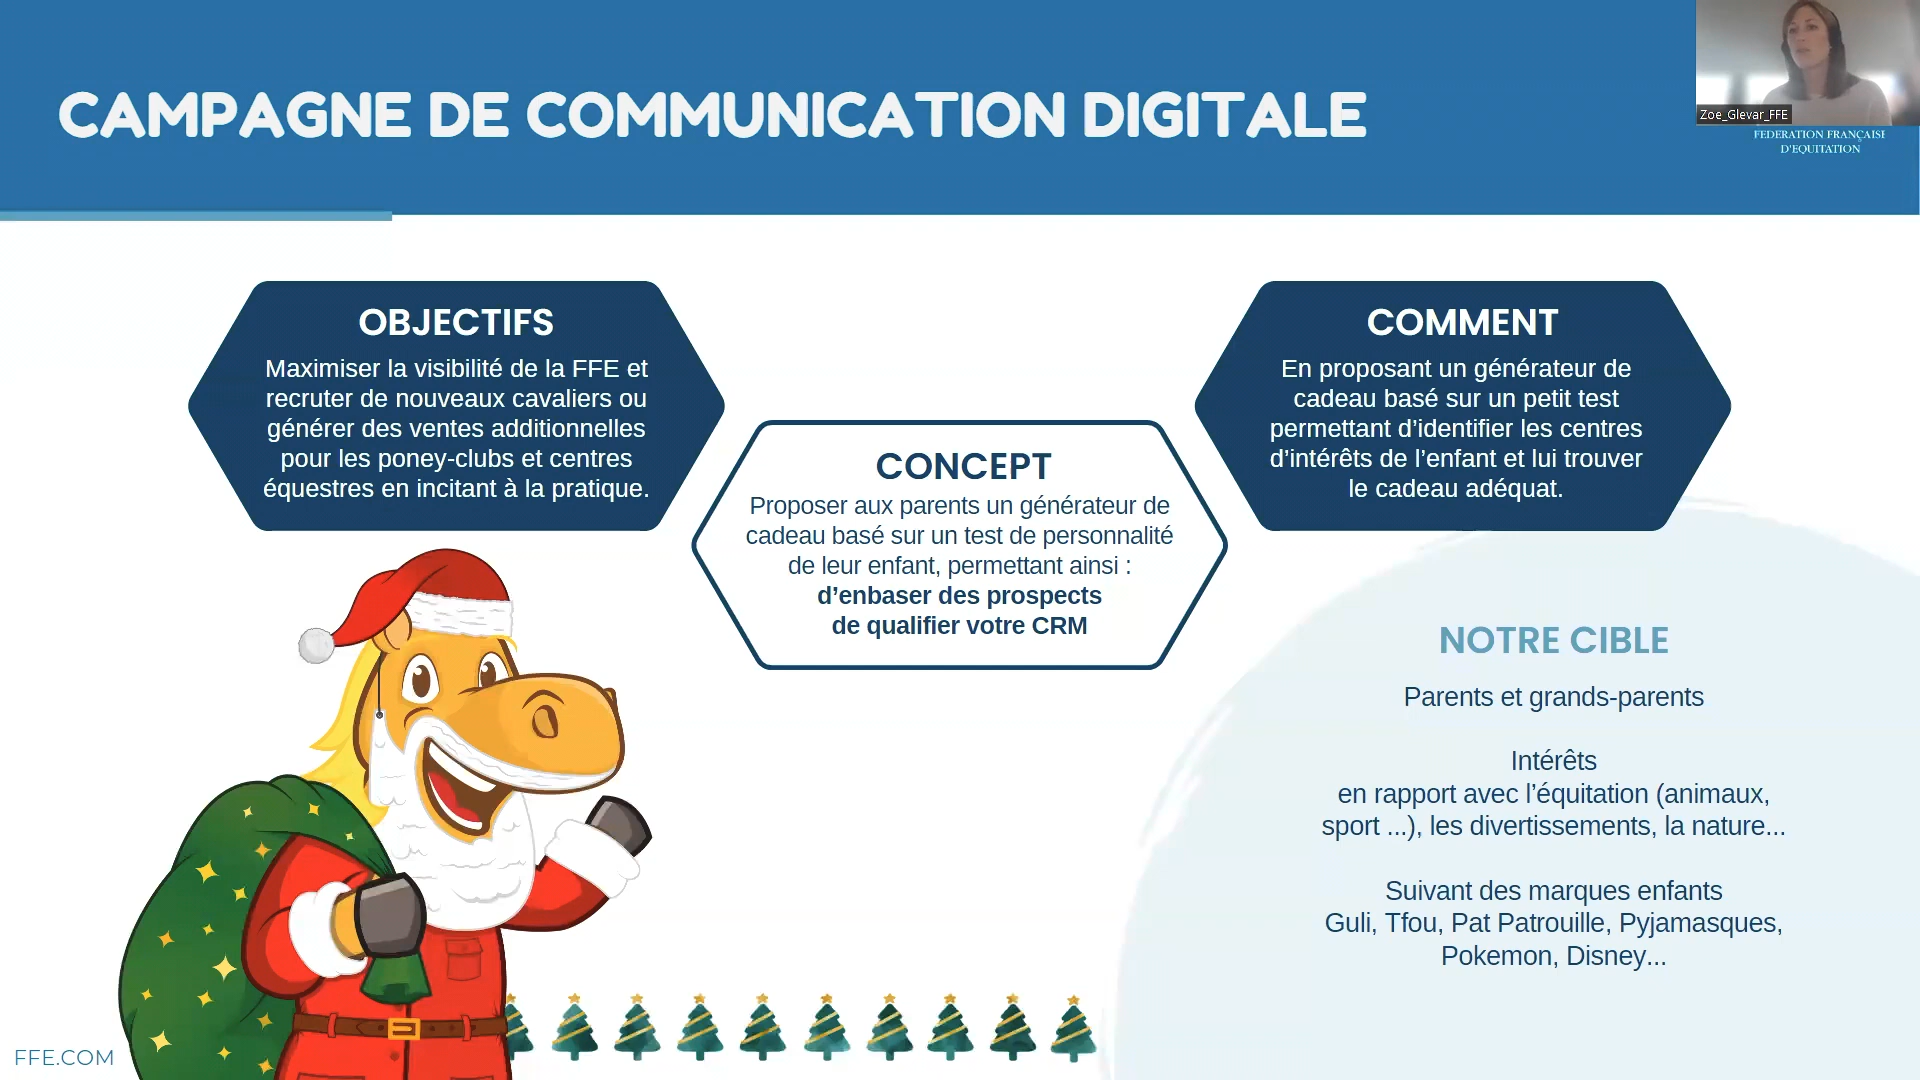 CAMPAGNE DE COMMUNICATION DIGITALE
Zoe_Glevar_FFE
FEDERATION FRANÇAISE
D'EQUITATION
OBJECTIFS
Maximiser la visibilité de la FFE et
recruter de nouveaux cavaliers ou
générer des ventes additionnelles
pour les poney-clubs et centres
équestres en incitant à la pratique.
CONCEPT
Proposer aux parents un générateur de
cadeau basé sur un test de personnalité
de leur enfant, permettant ainsi :
d’enbaser des prospects
de qualifier votre CRM
COMMENT
En proposant un générateur de
cadeau basé sur un petit test
permettant d’identifier les centres
d’intérêts de l’enfant et lui trouver
le cadeau adéquat.
NOTRE CIBLE
Parents et grands-parents
Intérêts
en rapport avec l’équitation (animaux,
sport ...), les divertissements, la nature...
Suivant des marques enfants
Guli, Tfou, Pat Patrouille, Pyjamasques,
Pokemon, Disney...
FFE.COM